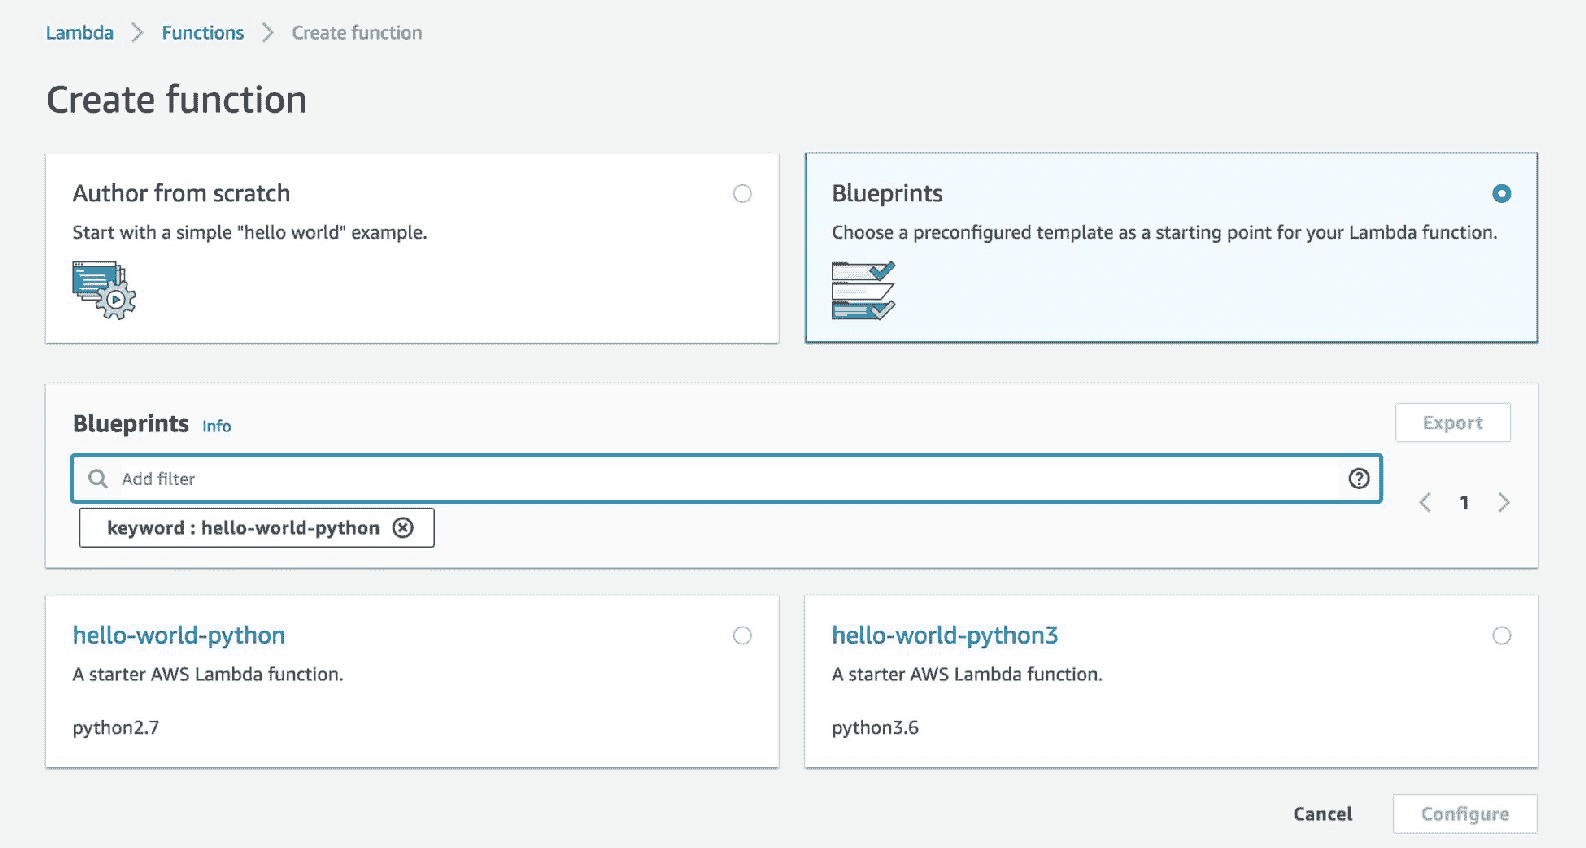 Lambda > Functions > Create function
Create function
Author from scratch
Start with a simple "hello world" example.
Blueprints
Choose a preconfigured template as a starting point for your Lambda function.
Blueprints Info
Export
Add filter
keyword : hello-world-python
1
hello-world-python
A starter AWS Lambda function.
python2.7
hello-world-python3
A starter AWS Lambda function.
python3.6
Cancel
Configure